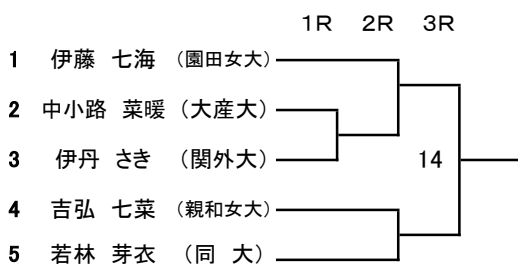 1R 2R 3R
1 伊藤 七海 (園田女大)
2 中小路 菜暖 (大産大)
3 伊丹 さき (関外大) 14
4 吉弘 七菜 (親和女大)
5 若林 芽衣 (同 大)